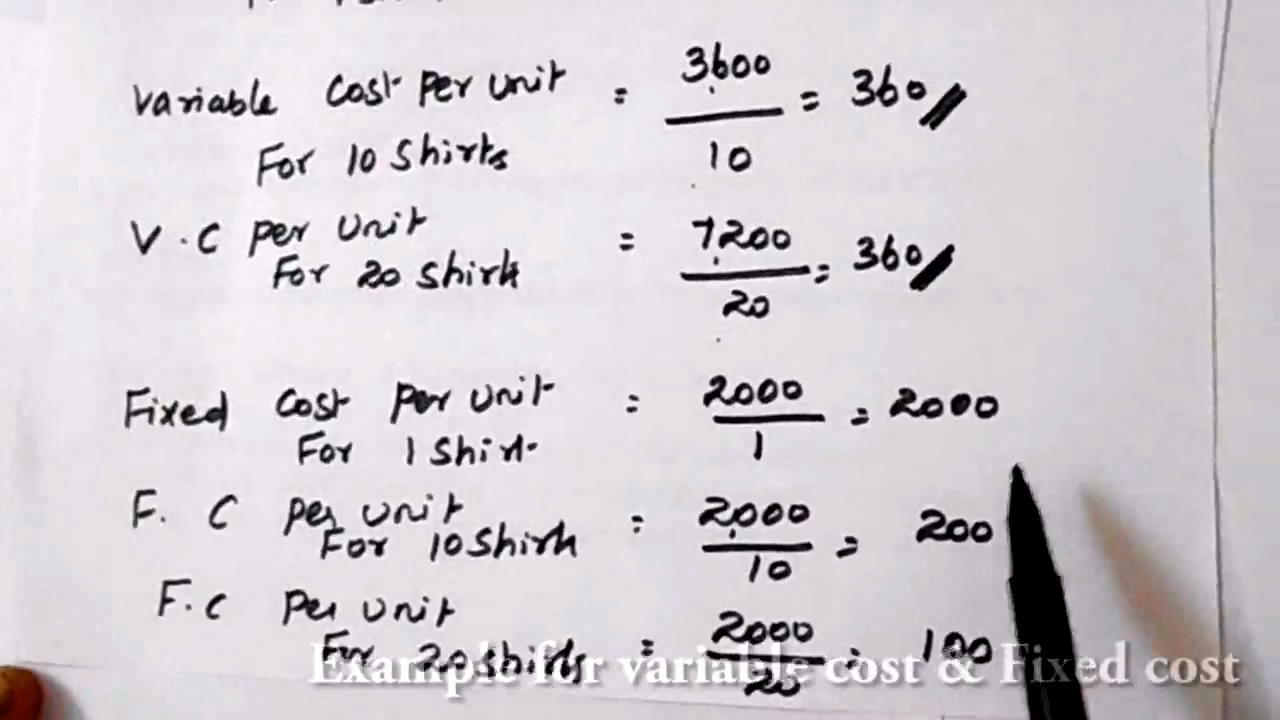 Variable cost per unit = 3600 / 10 = 360
For 10 Shirts
V.C per unit = 7200 / 20 = 360
For 20 Shirts
Fixed cost per unit = 2000 / 1 = 2000
For 1 Shirt
F.C per unit = 2000 / 10 = 200
For 10 Shirts
F.C per unit = 2000 / 20 = 100
For 20 Shirts
Example for variable cost & Fixed cost